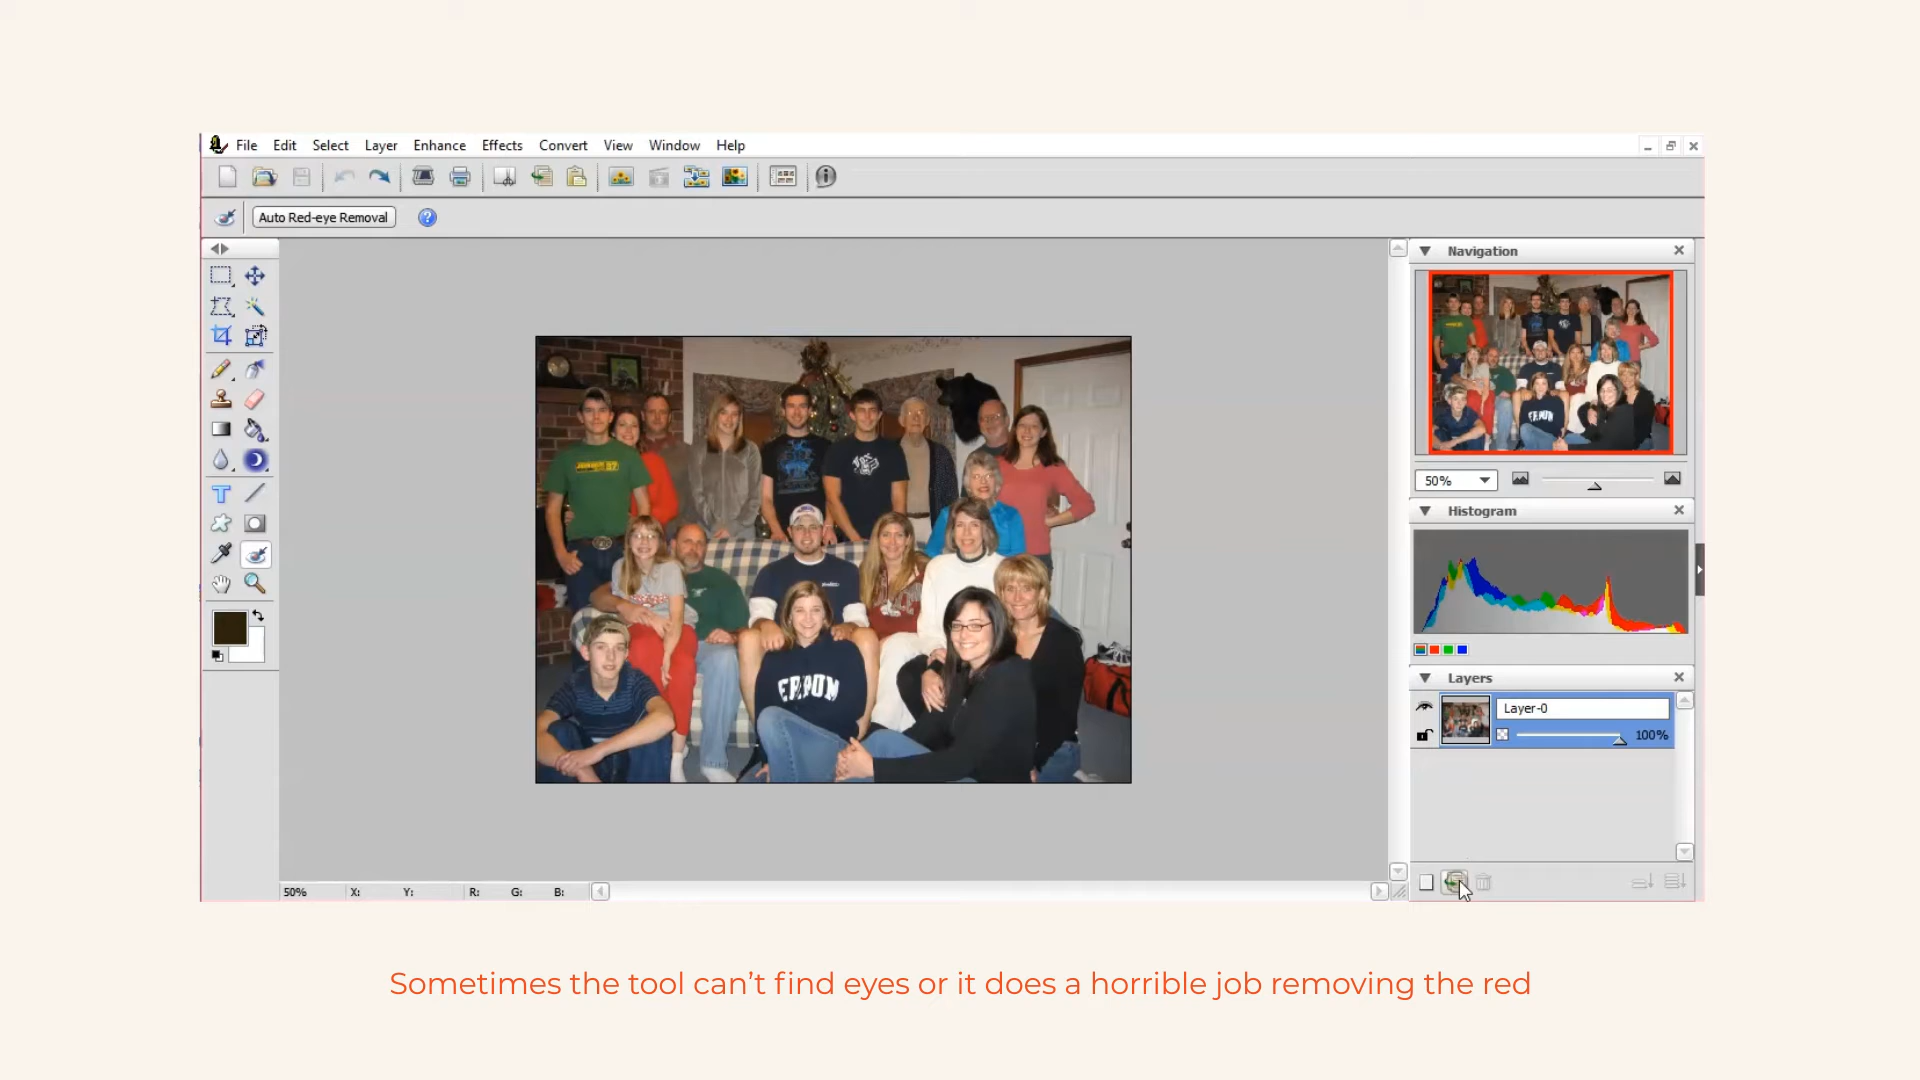 File Edit Select Layer Enhance Effects Convert View Window Help
Auto Red-eye Removal
Navigation
50%
Histogram
Layers
Layer-0
100%
50% X: Y: R: G: B:
Sometimes the tool can’t find eyes or it does a horrible job removing the red